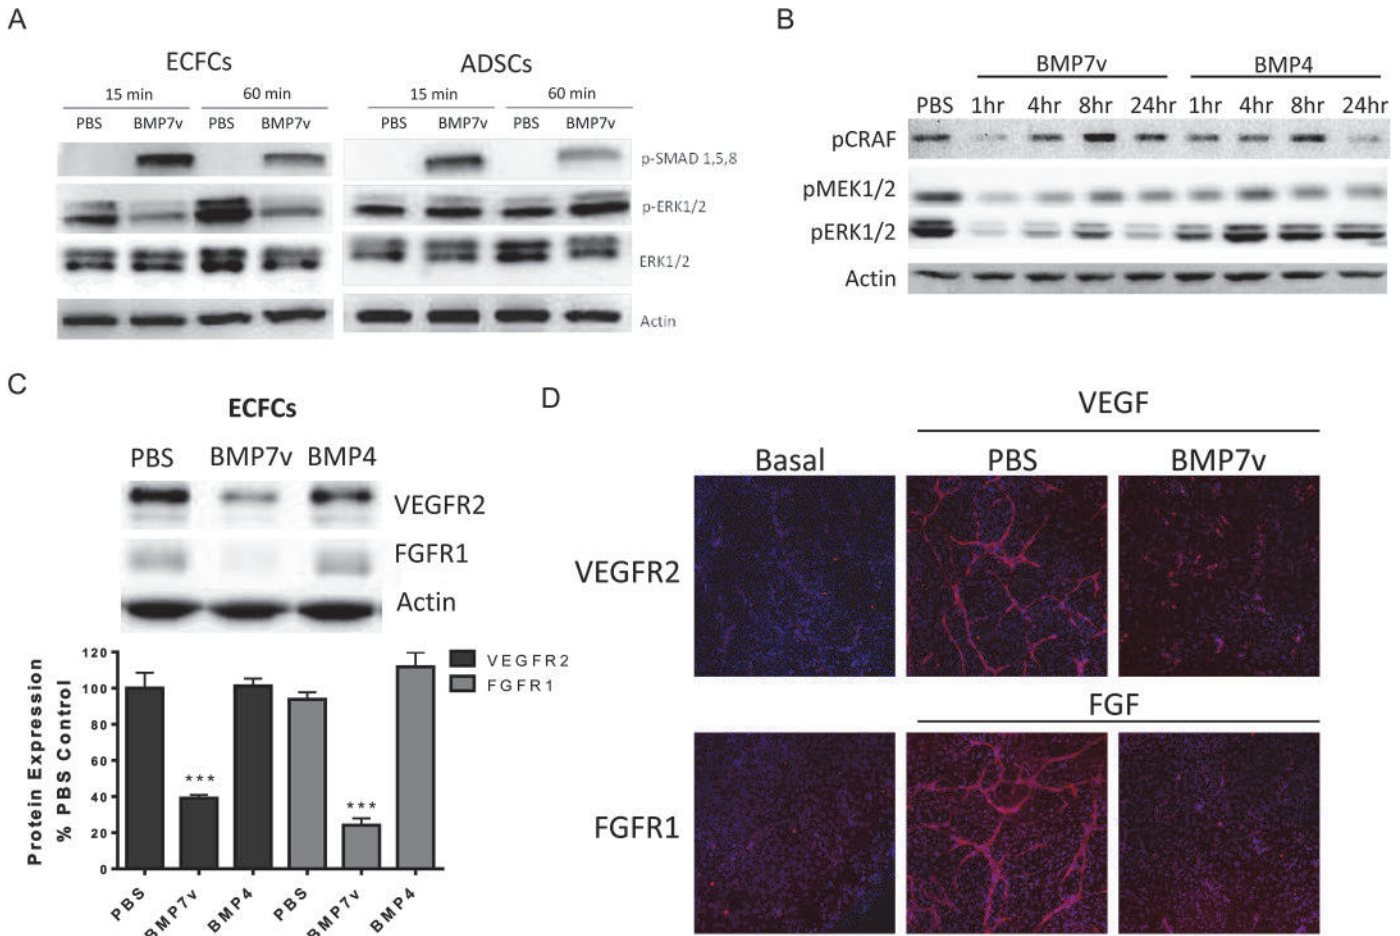 A
ECFCs
ADSCs
15 min 60 min
15 min 60 min
PBS BMP7v PBS BMP7v
PBS BMP7v PBS BMP7v
p-SMAD 1,5,8
p-ERK1/2
ERK1/2
Actin
B
BMP7v BMP4
PBS 1hr 4hr 8hr 24hr 1hr 4hr 8hr 24hr
pCRAF
pMEK1/2
pERK1/2
Actin
C
ECFCs
PBS BMP7v BMP4
VEGFR2
FGFR1
Actin
Protein Expression
% PBS Control
120
100
80
60
40
20
0
***
***
VEGFR2
FGFR1
PBS BMP7v BMP4 PBS BMP7v BMP4
D
VEGF
Basal PBS BMP7v
VEGFR2
FGF
FGFR1